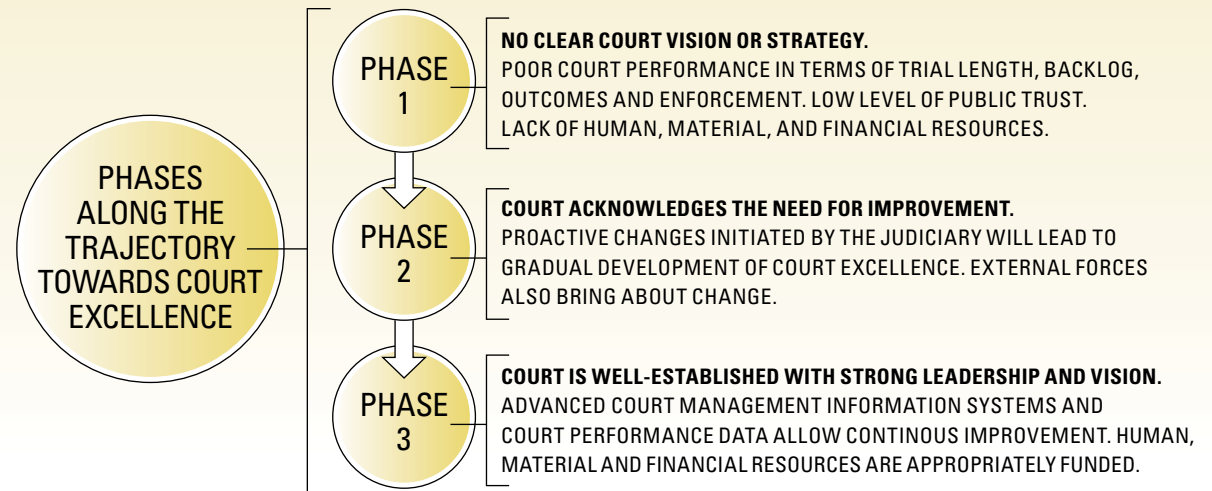 PHASES
ALONG THE
TRAJECTORY
TOWARDS COURT
EXCELLENCE
PHASE
1
NO CLEAR COURT VISION OR STRATEGY.
POOR COURT PERFORMANCE IN TERMS OF TRIAL LENGTH, BACKLOG,
OUTCOMES AND ENFORCEMENT. LOW LEVEL OF PUBLIC TRUST.
LACK OF HUMAN, MATERIAL, AND FINANCIAL RESOURCES.
PHASE
2
COURT ACKNOWLEDGES THE NEED FOR IMPROVEMENT.
PROACTIVE CHANGES INITIATED BY THE JUDICIARY WILL LEAD TO
GRADUAL DEVELOPMENT OF COURT EXCELLENCE. EXTERNAL FORCES
ALSO BRING ABOUT CHANGE.
PHASE
3
COURT IS WELL-ESTABLISHED WITH STRONG LEADERSHIP AND VISION.
ADVANCED COURT MANAGEMENT INFORMATION SYSTEMS AND
COURT PERFORMANCE DATA ALLOW CONTINOUS IMPROVEMENT. HUMAN,
MATERIAL AND FINANCIAL RESOURCES ARE APPROPRIATELY FUNDED.